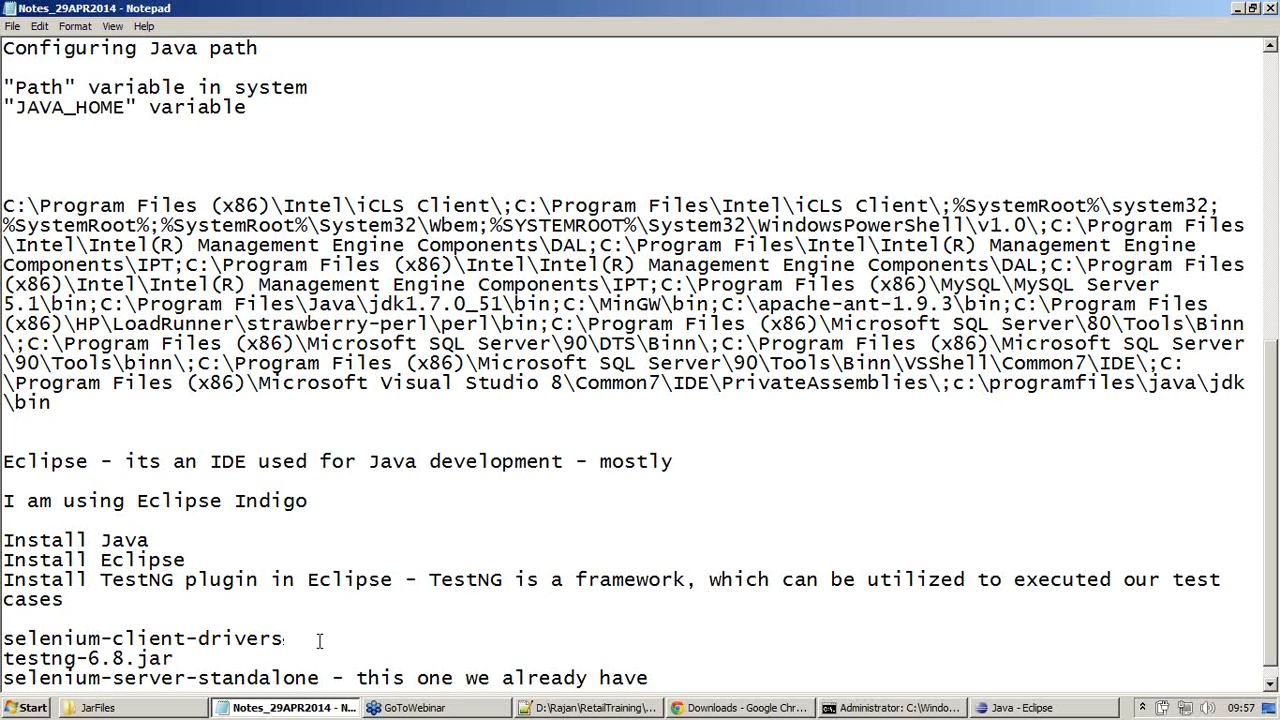 Notes_29APR2014 - Notepad
File Edit Format View Help
Configuring Java path
"Path" variable in system
"JAVA_HOME" variable
C:\Program Files (x86)\Intel\iCLS Client\;C:\Program Files\Intel\iCLS Client\;%SystemRoot%\system32;
%SystemRoot%;%SystemRoot%\System32\Wbem;%SYSTEMROOT%\System32\WindowsPowerShell\v1.0\;C:\Program Files
\Intel\Intel(R) Management Engine Components\DAL;C:\Program Files\Intel\Intel(R) Management Engine
Components\IPT;C:\Program Files (x86)\Intel\Intel(R) Management Engine Components\DAL;C:\Program Files
(x86)\Intel\Intel(R) Management Engine Components\IPT;C:\Program Files (x86)\MySQL\MySQL Server
5.1\bin;C:\Program Files\Java\jdk1.7.0_51\bin;C:\MinGW\bin;C:\apache-ant-1.9.3\bin;C:\Program Files
(x86)\HP\LoadRunner\strawberry-perl\perl\bin;C:\Program Files (x86)\Microsoft SQL Server\80\Tools\Binn
\;C:\Program Files (x86)\Microsoft SQL Server\90\DTS\Binn\;C:\Program Files (x86)\Microsoft SQL Server
\90\Tools\binn\;C:\Program Files (x86)\Microsoft SQL Server\90\Tools\Binn\VSShell\Common7\IDE\;C:
\Program Files (x86)\Microsoft Visual Studio 8\Common7\IDE\PrivateAssemblies\;c:\programfiles\java\jdk
\bin
Eclipse - its an IDE used for Java development - mostly
I am using Eclipse Indigo
Install Java
Install Eclipse
Install TestNG plugin in Eclipse - TestNG is a framework, which can be utilized to executed our test
cases
selenium-client-drivers
testng-6.8.jar
selenium-server-standalone - this one we already have
Start JarFiles Notes_29APR2014 - N... GoToWebinar D:\Rajan\RetailTraining\... Downloads - Google Chr... Administrator: C:\Windo... Java - Eclipse 09:57